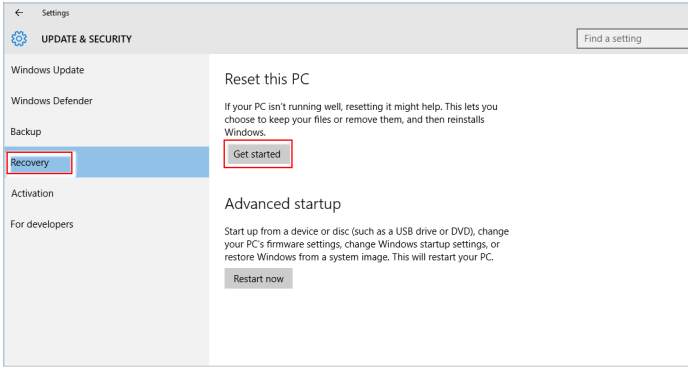 Settings
UPDATE & SECURITY
Find a setting
Windows Update
Windows Defender
Backup
Recovery
Activation
For developers
Reset this PC
If your PC isn't running well, resetting it might help. This lets you
choose to keep your files or remove them, and then reinstalls
Windows.
Get started
Advanced startup
Start up from a device or disc (such as a USB drive or DVD), change
your PC's firmware settings, change Windows startup settings, or
restore Windows from a system image. This will restart your PC.
Restart now